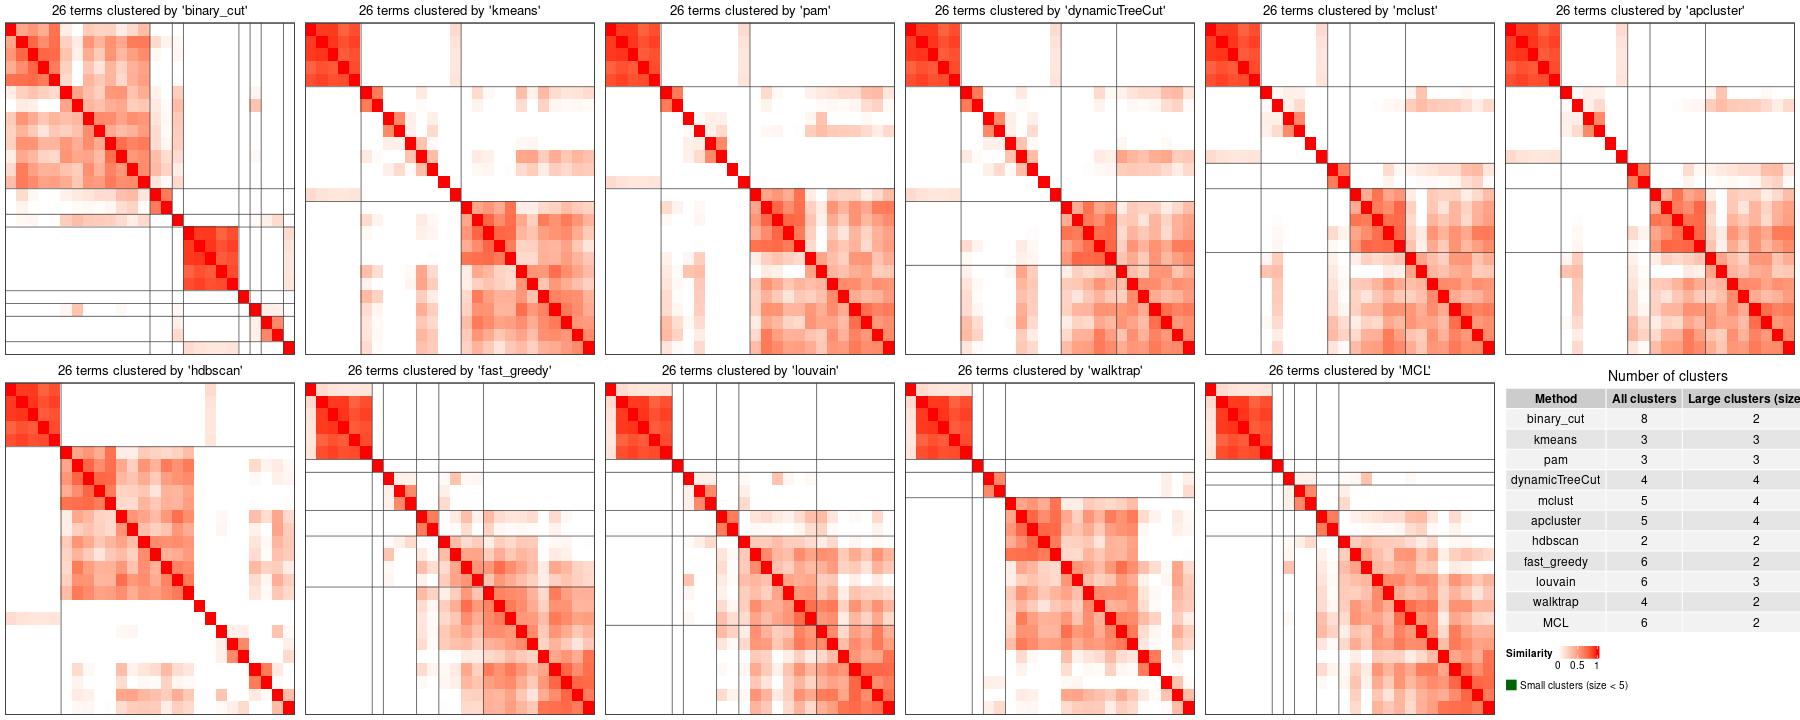 26 terms clustered by 'binary_cut'
26 terms clustered by 'kmeans'
26 terms clustered by 'pam'
26 terms clustered by 'dynamicTreeCut'
26 terms clustered by 'mclust'
26 terms clustered by 'apcluster'
26 terms clustered by 'hdbscan'
26 terms clustered by 'fast_greedy'
26 terms clustered by 'louvain'
26 terms clustered by 'walktrap'
26 terms clustered by 'MCL'
Number of clusters
Method All clusters Large clusters (size
binary_cut 8 2
kmeans 3 3
pam 3 3
dynamicTreeCut 4 4
mclust 5 4
apcluster 5 4
hdbscan 2 2
fast_greedy 6 2
louvain 6 3
walktrap 4 2
MCL 6 2
Similarity
0 0.5 1
Small clusters (size < 5)